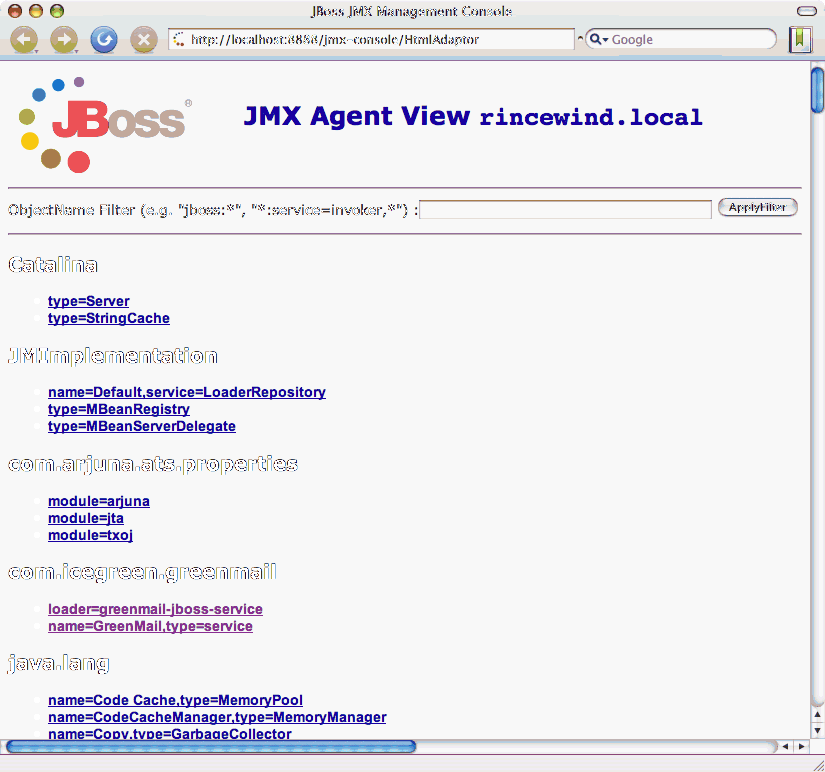 JBoss JMX Management Console
http://localhost:8888/jmx-console/HtmlAdaptor
Google
JBoss®
JMX Agent View rincewind.local
ObjectName Filter (e.g. "jboss:*", "*:service=invoker,*") :
ApplyFilter
Catalina
type=Server
type=StringCache
JMImplementation
name=Default,service=LoaderRepository
type=MBeanRegistry
type=MBeanServerDelegate
com.arjuna.ats.properties
module=arjuna
module=jta
module=txoj
com.icegreen.greenmail
loader=greenmail-jboss-service
name=GreenMail,type=service
java.lang
name=Code Cache,type=MemoryPool
name=CodeCacheManager,type=MemoryManager
name=Copy,type=GarbageCollector